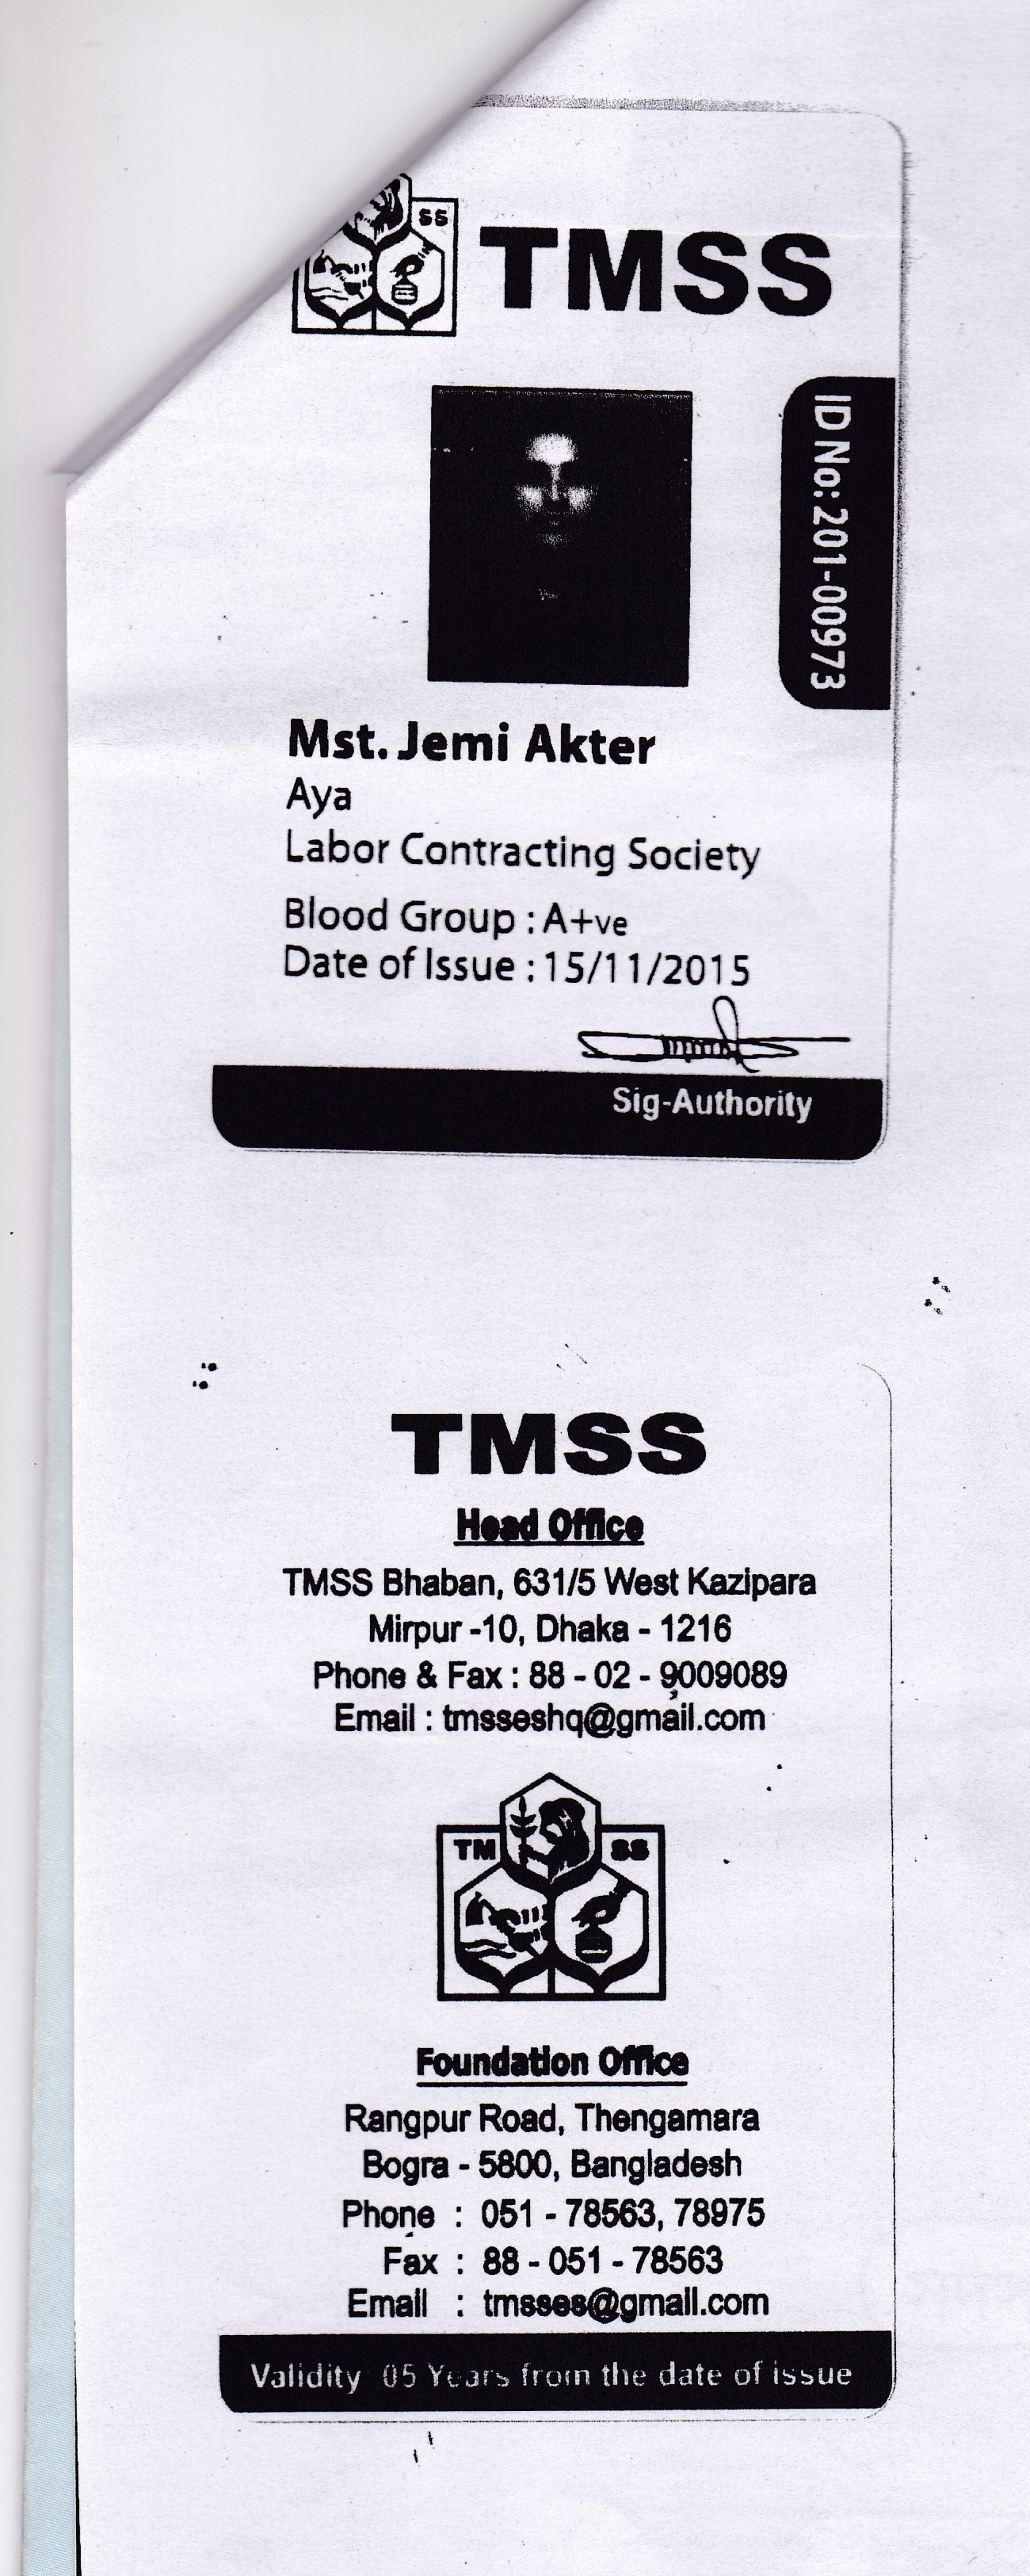 SS
TMSS
ID No: 201-00973
Mst. Jemi Akter
Aya
Labor Contracting Society
Blood Group : A+ve
Date of Issue : 15/11/2015
Sig-Authority
TMSS
Head Office
TMSS Bhaban, 631/5 West Kazipara
Mirpur -10, Dhaka - 1216
Phone & Fax : 88 - 02 - 9009089
Email : tmsseshq@gmail.com
TM SS
Foundation Office
Rangpur Road, Thengamara
Bogra - 5800, Bangladesh
Phone : 051 - 78563, 78975
Fax : 88 - 051 - 78563
Email : tmsses@gmail.com
Validity 05 Years from the date of issue